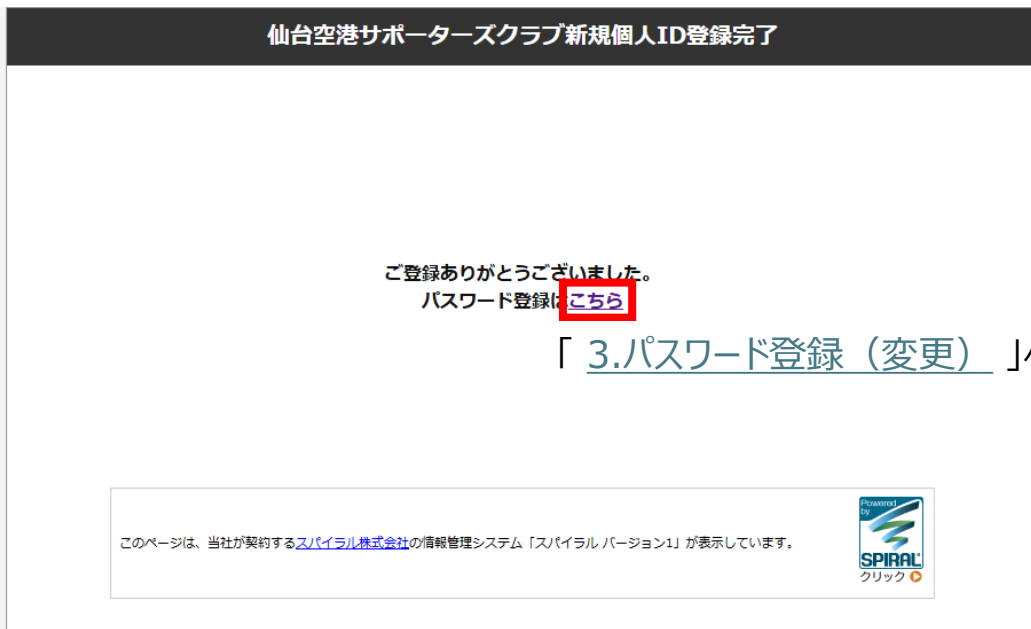 仙台空港サポーターズクラブ新規個人ID登録完了
ご登録ありがとうございました。
パスワード登録はこちら
「 3.パスワード登録（変更） 」へ
このページは、当社が契約するスパイラル株式会社の情報管理システム「スパイラル バージョン1」が表示しています。
Powered
by
SPIRAL
クリック